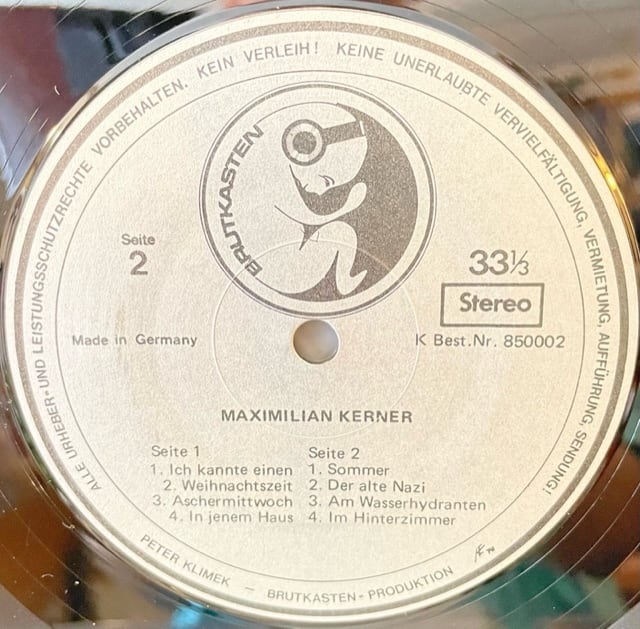 ALLE URHEBER- UND LEISTUNGSSCHUTZRECHTE VORBEHALTEN. KEIN VERLEIH! KEINE UNERLAUBTE VERVIELFÄLTIGUNG, VERMIETUNG, AUFFÜHRUNG, SENDUNG!
BRUTKASTEN
Seite
2
33⅓
Stereo
Made in Germany
K Best.Nr. 850002
MAXIMILIAN KERNER
Seite 1
1. Ich kannte einen
2. Weihnachtszeit
3. Aschermittwoch
4. In jenem Haus
Seite 2
1. Sommer
2. Der alte Nazi
3. Am Wasserhydranten
4. Im Hinterzimmer
PETER KLIMEK — BRUTKASTEN - PRODUKTION